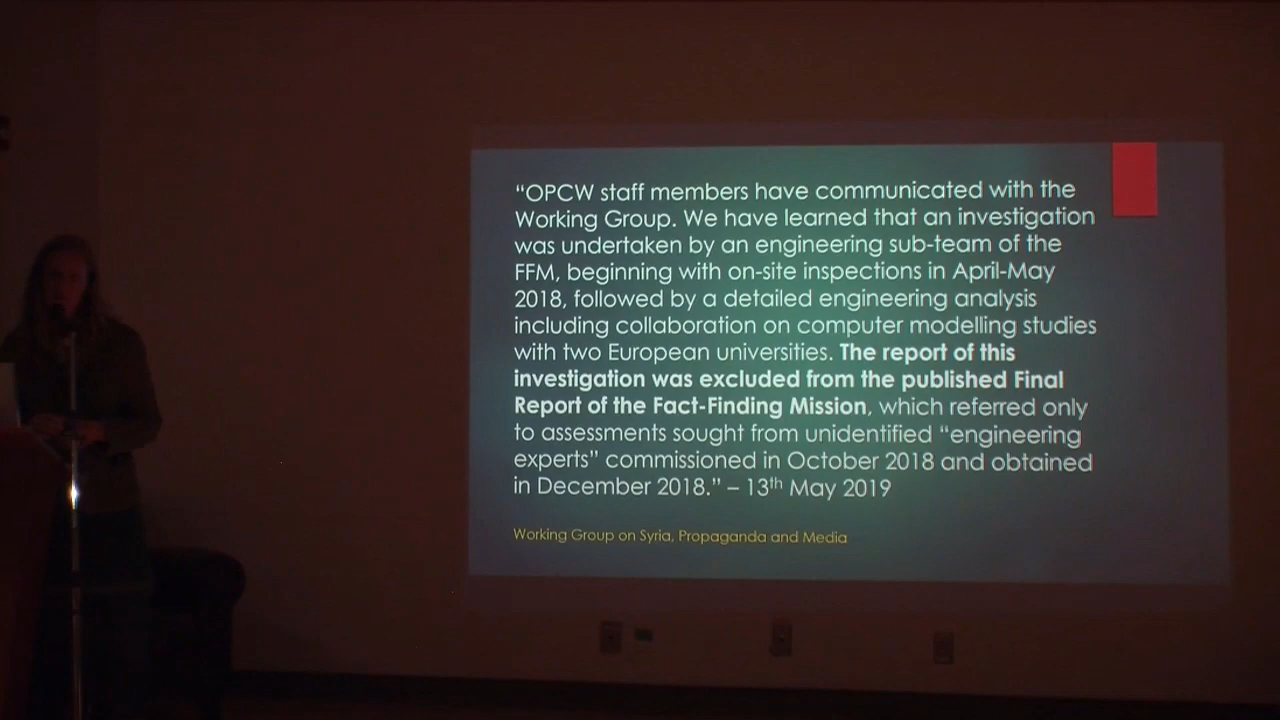 “OPCW staff members have communicated with the
Working Group. We have learned that an investigation
was undertaken by an engineering sub-team of the
FFM, beginning with on-site inspections in April-May
2018, followed by a detailed engineering analysis
including collaboration on computer modelling studies
with two European universities. The report of this
investigation was excluded from the published Final
Report of the Fact-Finding Mission, which referred only
to assessments sought from unidentified “engineering
experts” commissioned in October 2018 and obtained
in December 2018.” – 13th May 2019
Working Group on Syria, Propaganda and Media